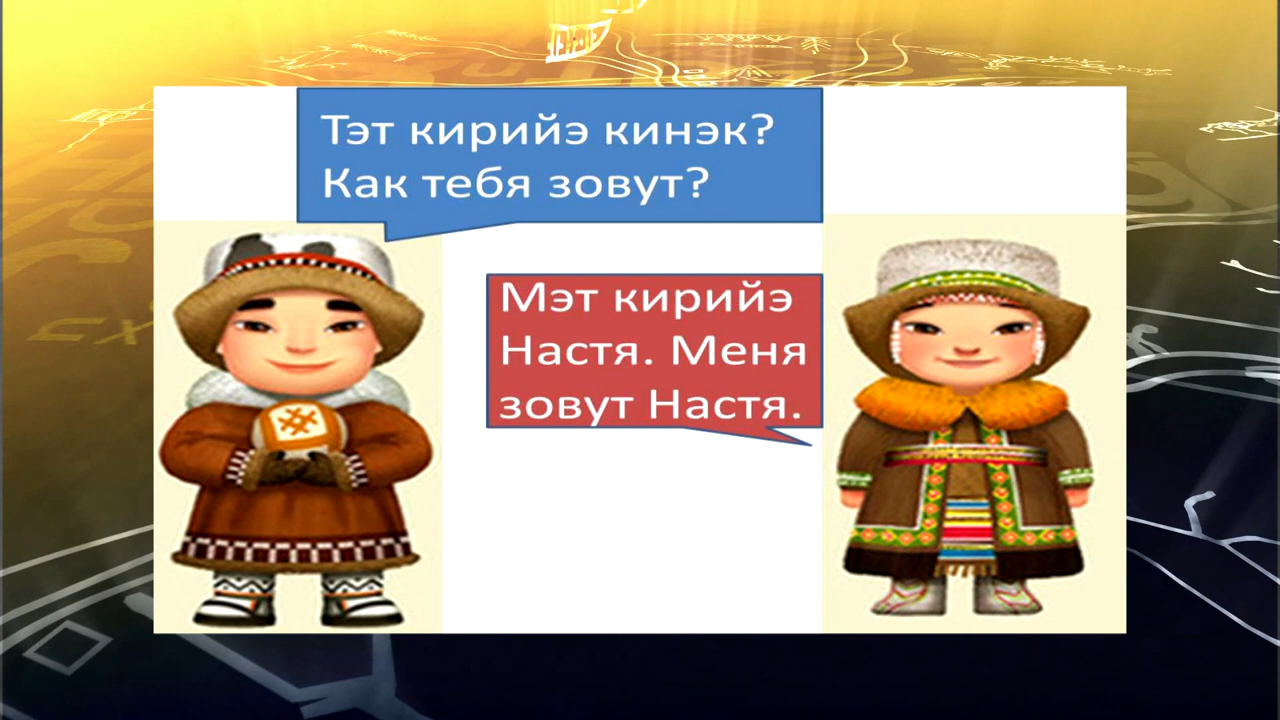 Тэт кирийэ кинэк?
Как тебя зовут?
Мэт кирийэ
Настя. Меня
зовут Настя.